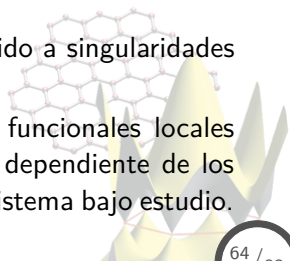 ido a singularidades
funcionales locales
dependiente de los
istema bajo estudio.
64 /